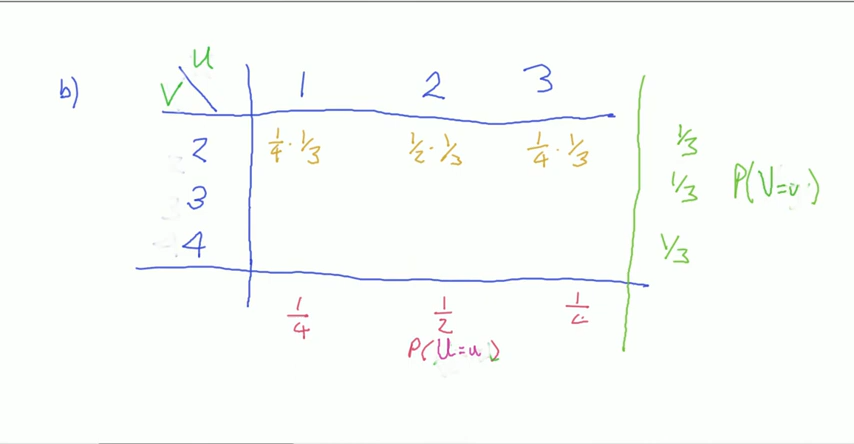 b)
U
V
1 2 3
2 1/4 · 1/3 1/2 · 1/3 1/4 · 1/3 1/3
3 1/3 P(V=v)
4 1/3
1/4 1/2 1/4
P(U=u)